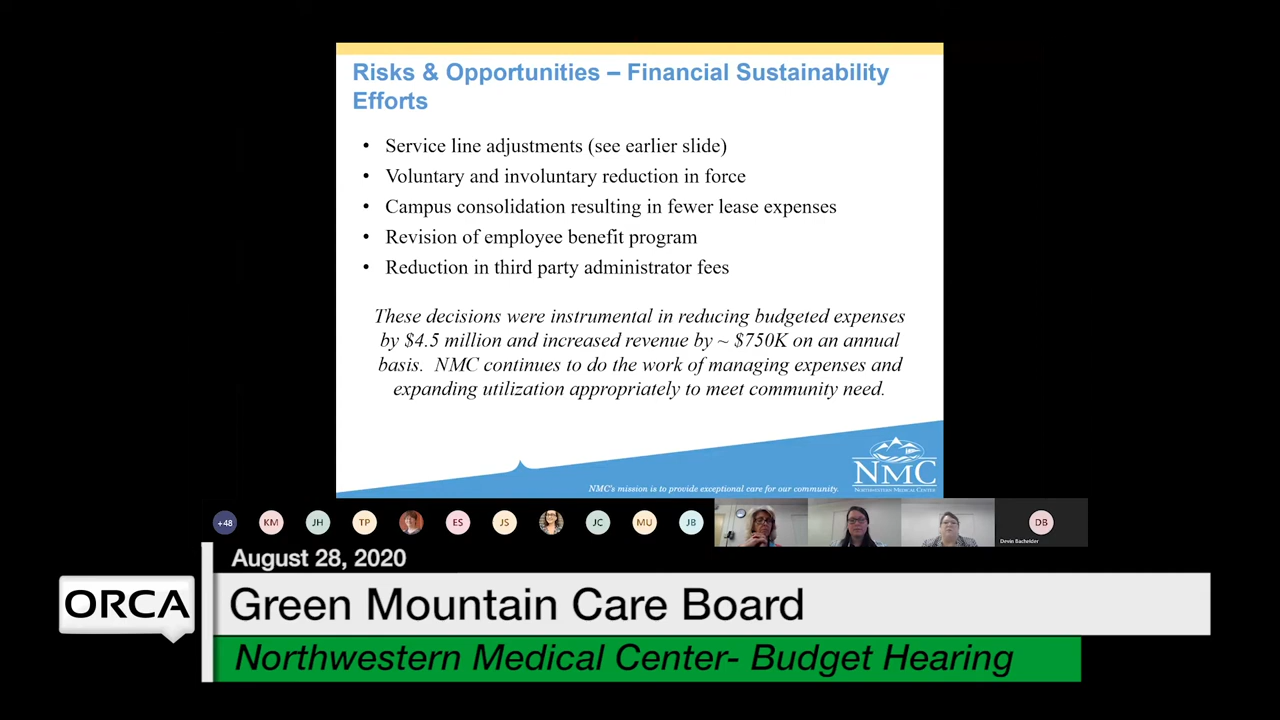 Risks & Opportunities – Financial Sustainability
Efforts
• Service line adjustments (see earlier slide)
• Voluntary and involuntary reduction in force
• Campus consolidation resulting in fewer lease expenses
• Revision of employee benefit program
• Reduction in third party administrator fees
These decisions were instrumental in reducing budgeted expenses
by $4.5 million and increased revenue by ~ $750K on an annual
basis. NMC continues to do the work of managing expenses and
expanding utilization appropriately to meet community need.
NMC
NORTHWESTERN MEDICAL CENTER
NMC's mission is to provide exceptional care for our community.
+48 KM JH TP ES JS JC MU JB DB
Devin Bachelder
August 28, 2020
ORCA
Green Mountain Care Board
Northwestern Medical Center- Budget Hearing